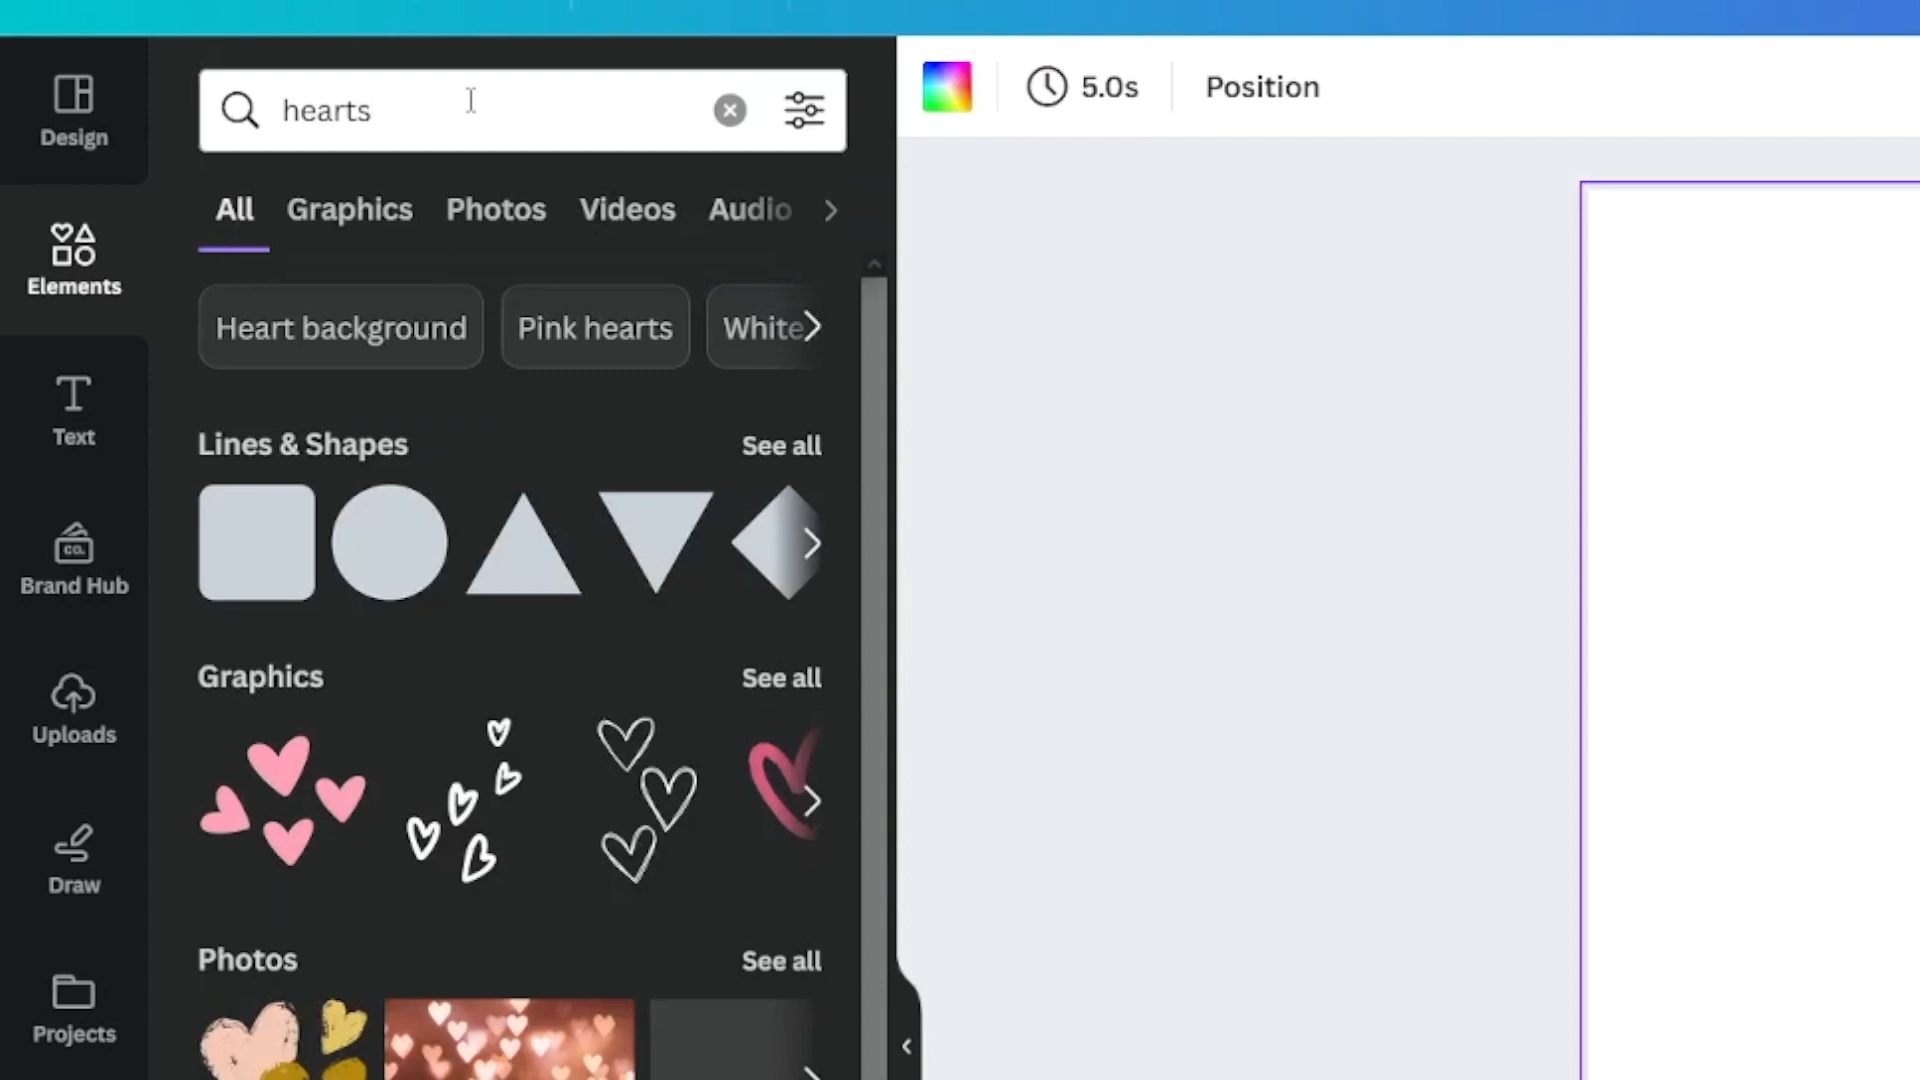 hearts
5.0s
Position
Design
All Graphics Photos Videos Audio
Elements
Heart background Pink hearts White
Text
Lines & Shapes See all
CO.
Brand Hub
Graphics See all
Uploads
Draw
Photos See all
Projects